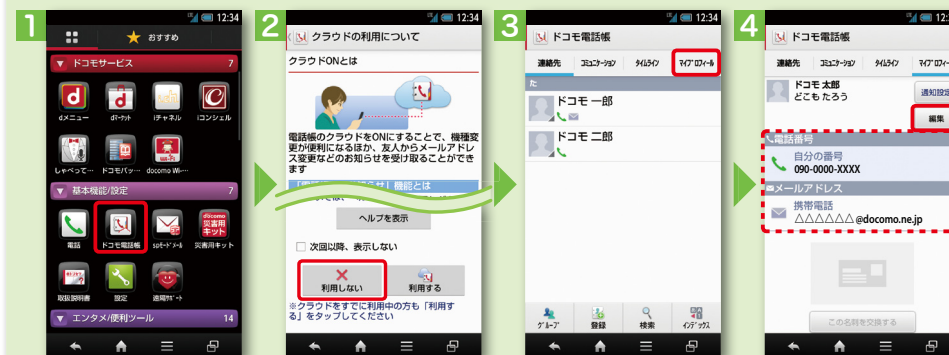 1
12:34
おすすめ
ドコモサービス 7
dメニュー
dマーケット
iチャネル
iコンシェル
しゃべって…
ドコモバッ…
docomo Wi-…
基本機能/設定 7
電話
ドコモ電話帳
spモードメール
docomo
災害用
キット
災害用キット
取扱説明書
設定
遠隔サポート
エンタメ/便利ツール 14
2
12:34
クラウドの利用について
クラウドONとは
電話帳のクラウドをONにすることで、機種変
更が便利になるほか、友人からメールアドレ
ス変更などのお知らせを受け取ることができ
ます
機能とは
ヘルプを表示
次回以降、表示しない
利用しない
利用する
※クラウドをすでに利用中の方も「利用す
る」をタップしてください
3
12:34
ドコモ電話帳
連絡先
コミュニケーション
タイムライン
マイプロフィール
た
ドコモ 一郎
ドコモ 二郎
グループ
登録
検索
インデックス
4
ドコモ電話帳
連絡先
コミュニケーション
タイムライン
ドコモ 太郎
どこも たろう
通知設定
編集
電話番号
自分の番号
090-0000-XXXX
メールアドレス
携帯電話
△△△△△△@docomo.ne.jp
この名刺を交換する